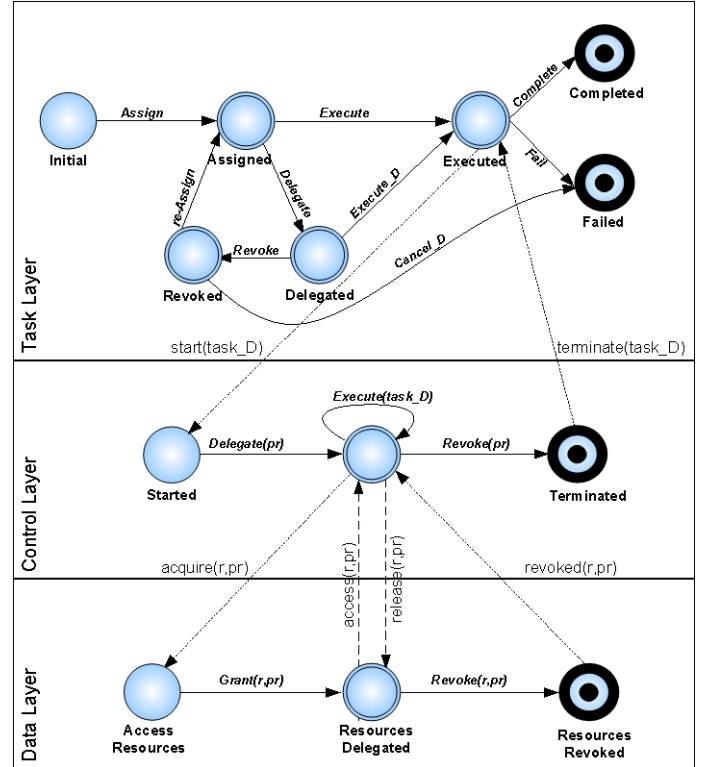 Complete
Completed
Assign
Execute
Initial
Assigned
Executed
Fail
re-Assign
Delegate
Execute_D
Failed
Revoke
Cancel_D
Revoked
Delegated
Task Layer
start(task_D)
terminate(task_D)
Execute(task_D)
Delegate(pr)
Revoke(pr)
Started
Terminated
Control Layer
acquire(r,pr)
access(r,pr)
release(r,pr)
revoked(r,pr)
Grant(r,pr)
Revoke(r,pr)
Access
Resources
Resources
Delegated
Resources
Revoked
Data Layer